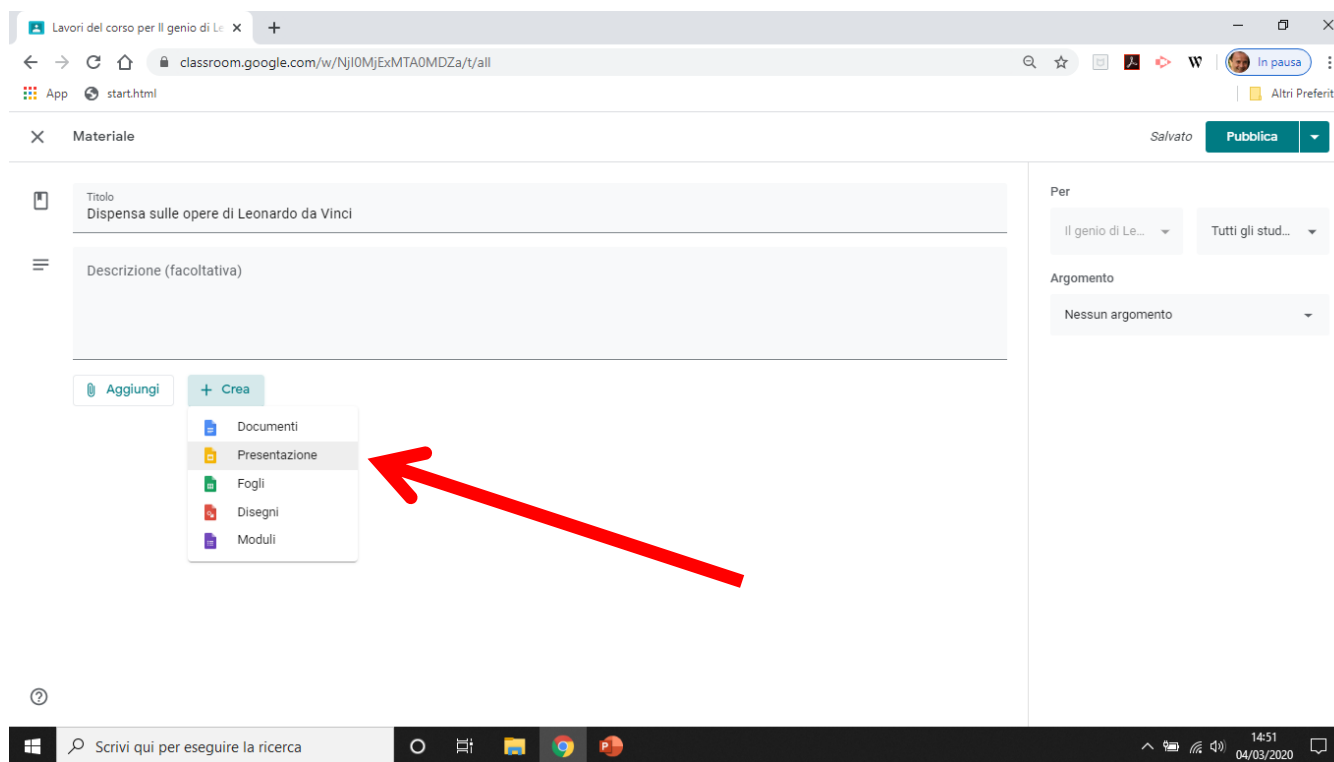 Lavori del corso per Il genio di Le
classroom.google.com/w/NjI0MjExMTA0MDZa/t/all
In pausa
App
start.html
Altri Preferit
Materiale
Salvato
Pubblica
Titolo
Dispensa sulle opere di Leonardo da Vinci
Per
Il genio di Le...
Tutti gli stud...
Descrizione (facoltativa)
Argomento
Nessun argomento
Aggiungi
+ Crea
Documenti
Presentazione
Fogli
Disegni
Moduli
Scrivi qui per eseguire la ricerca
14:51
04/03/2020